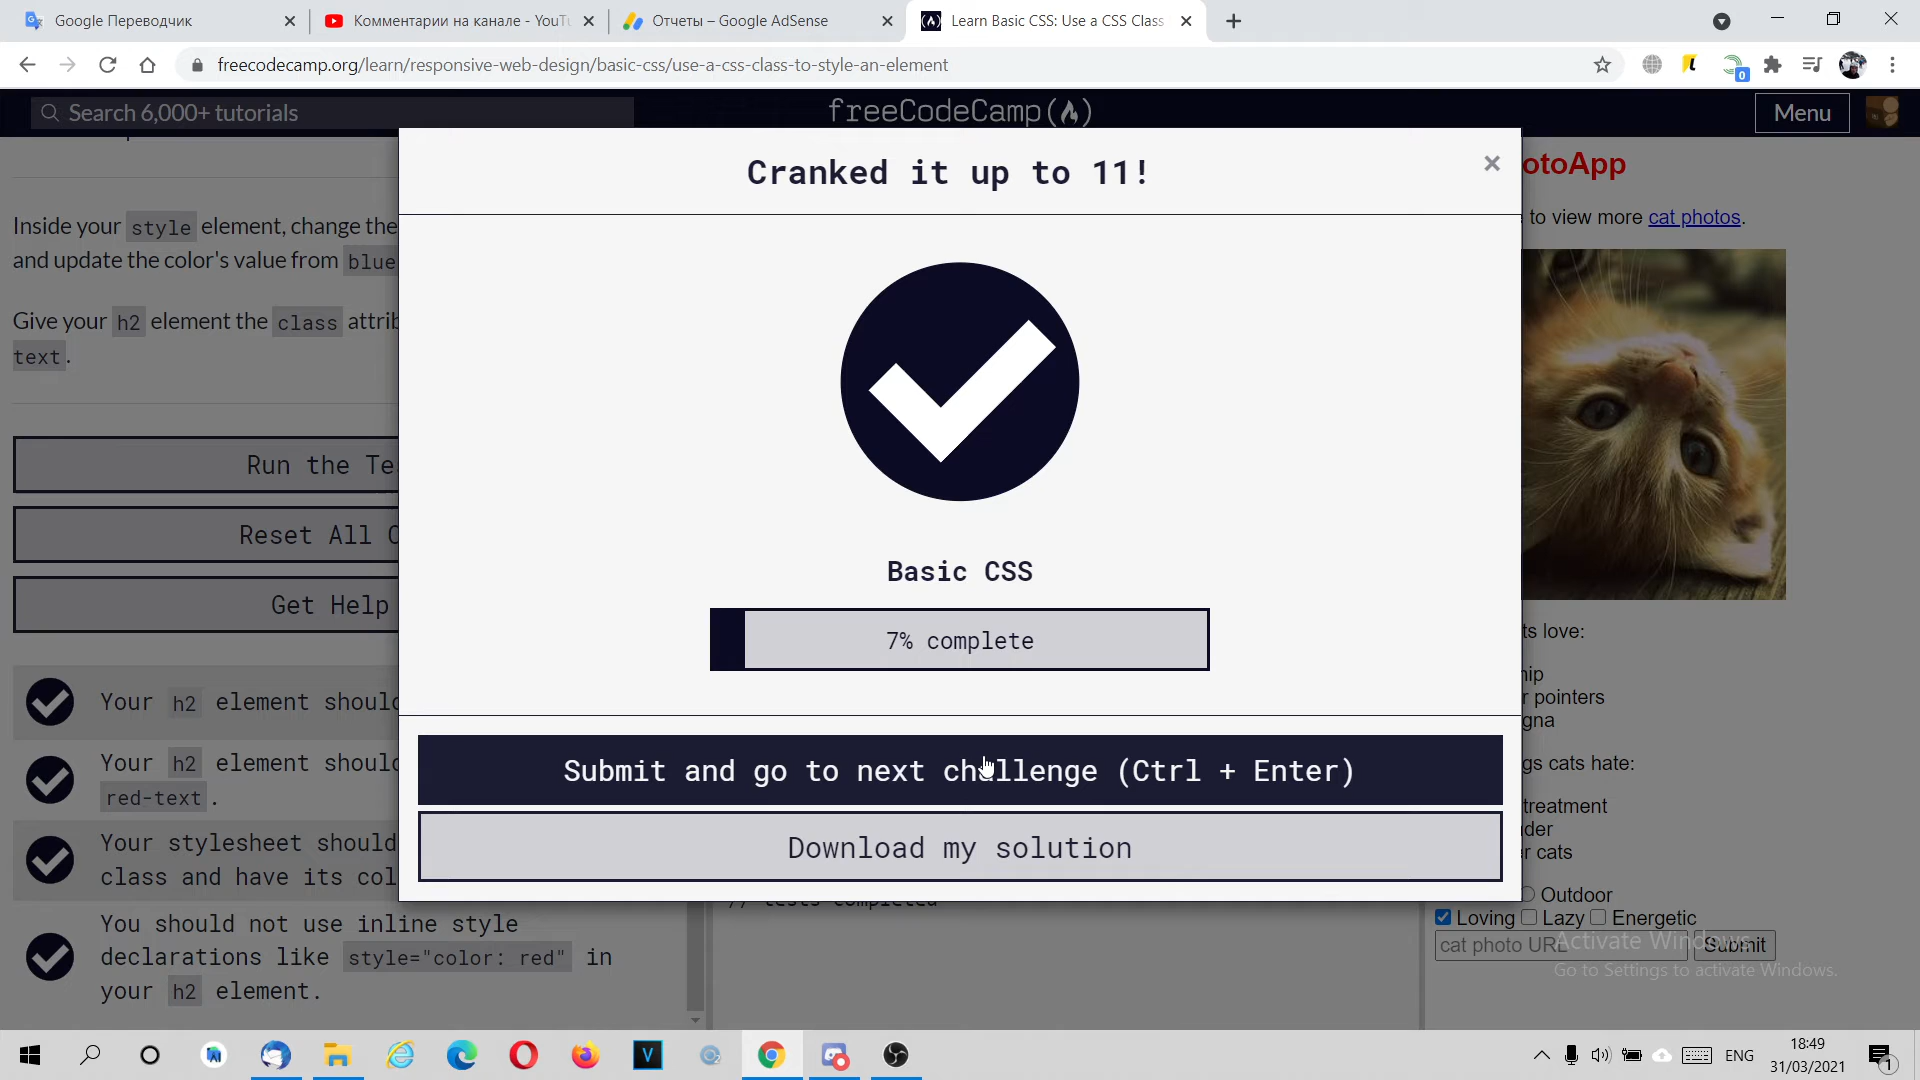 Google Переводчик
Комментарии на канале - YouTu
Отчеты – Google AdSense
Learn Basic CSS: Use a CSS Class
freecodecamp.org/learn/responsive-web-design/basic-css/use-a-css-class-to-style-an-element
0
Search 6,000+ tutorials
freeCodeCamp
Menu
Cranked it up to 11!
×
otoApp
Inside your style element, change the
and update the color's value from blue
Give your h2 element the class attrib
text.
to view more cat photos.
Run the Te
Reset All C
Get Help
Basic CSS
7% complete
ts love:
ip
r pointers
gna
gs cats hate:
treatment
der
r cats
Your h2 element should
Your h2 element should
red-text.
Your stylesheet should
class and have its col
You should not use inline style
declarations like style="color: red" in
your h2 element.
Submit and go to next challenge (Ctrl + Enter)
Download my solution
// tests completed
Outdoor
Loving Lazy Energetic
cat photo URL Submit
Activate Windows
Go to Settings to activate Windows.
V
ENG
18:49
31/03/2021
1